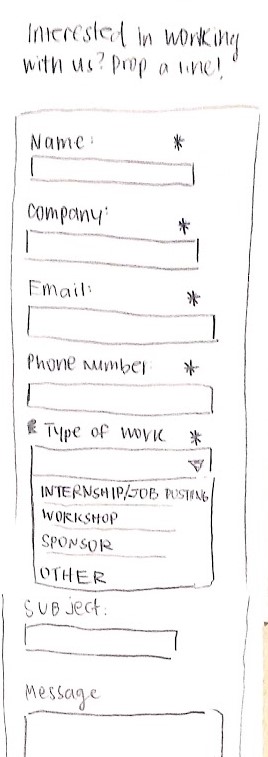 Interested in working
with us? Drop a line!
Name: *
Company: *
Email: *
Phone number: *
Type of work *
INTERNSHIP/JOB POSTING
WORKSHOP
SPONSOR
OTHER
SUBject:
Message